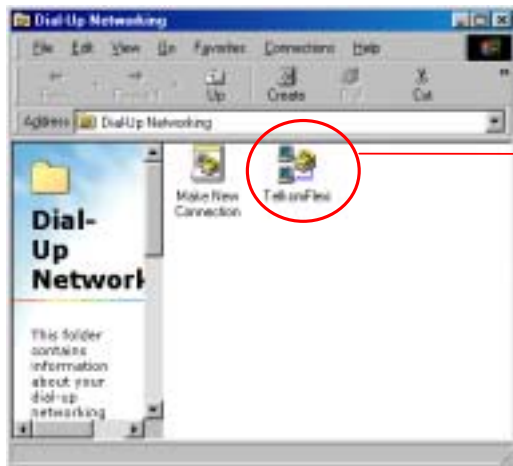 Dial-Up Networking
File Edit View Go Favorites Connections Help
Up Create Cut
Address Dial-Up Networking
Make New Connection
TelkomFlexi
Dial-
Up
Network
This folder
contains
information
about your
dial-up
networking